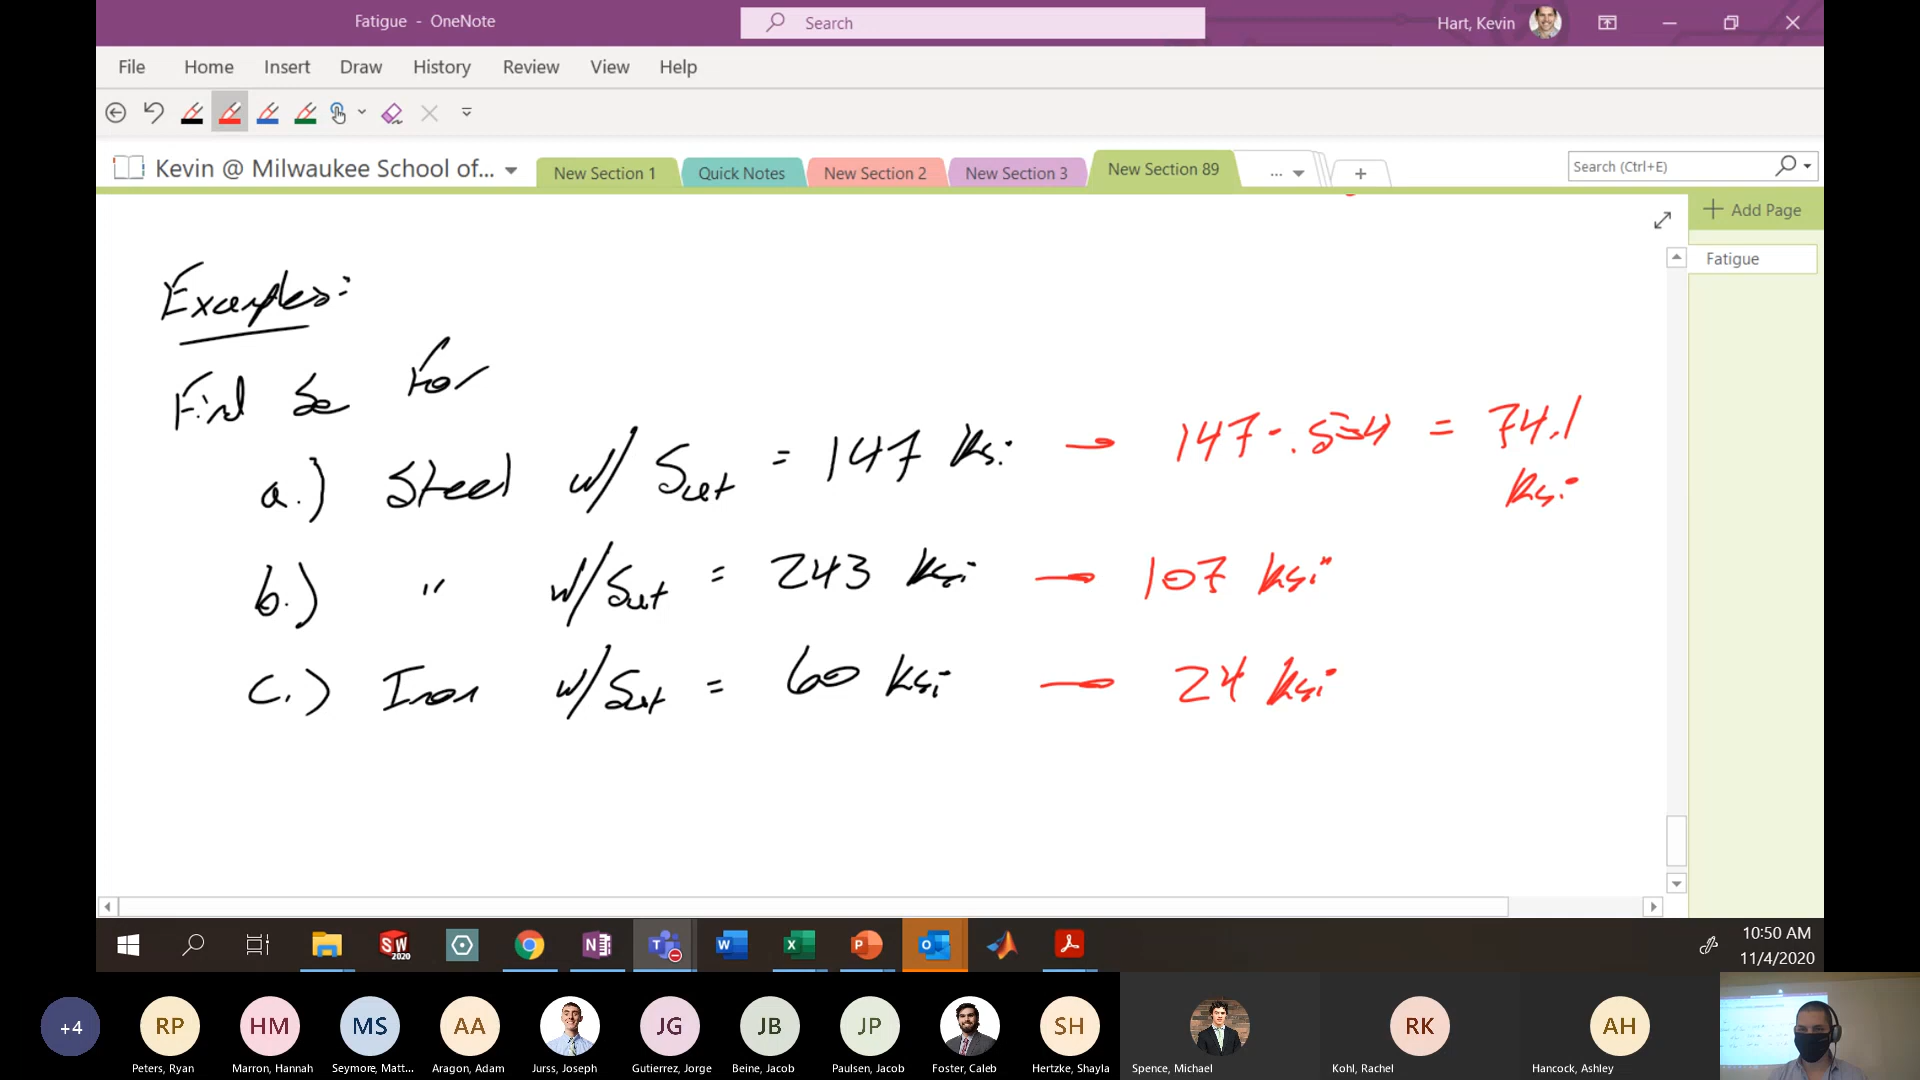 Fatigue - OneNote
Search
Hart, Kevin
File Home Insert Draw History Review View Help
Kevin @ Milwaukee School of...
New Section 1
Quick Notes
New Section 2
New Section 3
New Section 89
...
Search (Ctrl+E)
Add Page
Fatigue
Examples:
Find Se for
a.) Steel w/ Sut = 147 ksi → 147 · .504 = 74.1 ksi
b.) " w/ Sut = 243 ksi → 107 ksi
c.) Iron w/ Sut = 60 ksi → 24 ksi
SW 2020
10:50 AM
11/4/2020
+4
RP
HM
MS
AA
JG
JB
JP
SH
RK
AH
Peters, Ryan
Marron, Hannah
Seymore, Matt...
Aragon, Adam
Jurss, Joseph
Gutierrez, Jorge
Beine, Jacob
Paulsen, Jacob
Foster, Caleb
Hertzke, Shayla
Spence, Michael
Kohl, Rachel
Hancock, Ashley